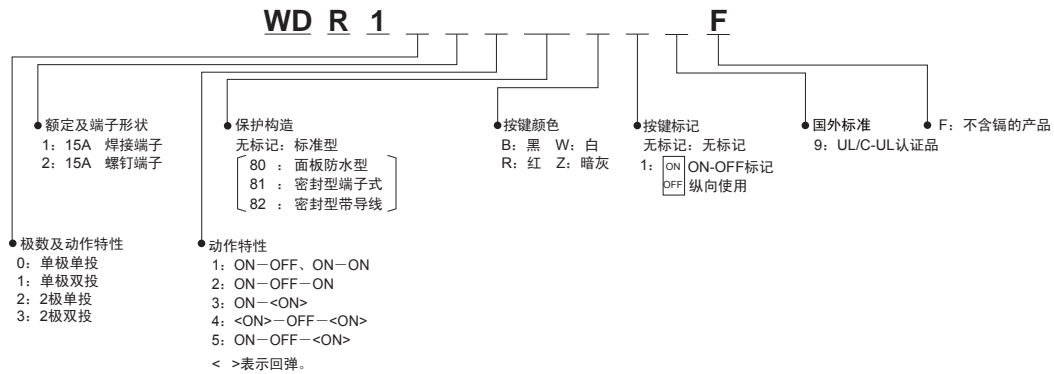 WD R 1 F
额定及端子形状
1：15A 焊接端子
2：15A 螺钉端子
保护构造
无标记：标准型
80 ：面板防水型
81 ：密封型端子式
82 ：密封型带导线
按键颜色
B：黑 W：白
R：红 Z：暗灰
按键标记
无标记：无标记
1：ON ON-OFF标记
OFF 纵向使用
国外标准
9：UL/C-UL认证品
F：不含镉的产品
极数及动作特性
0：单极单投
1：单极双投
2：2极单投
3：2极双投
动作特性
1：ON－OFF、ON－ON
2：ON－OFF－ON
3：ON－<ON>
4：<ON>－OFF－<ON>
5：ON－OFF－<ON>
< >表示回弹。